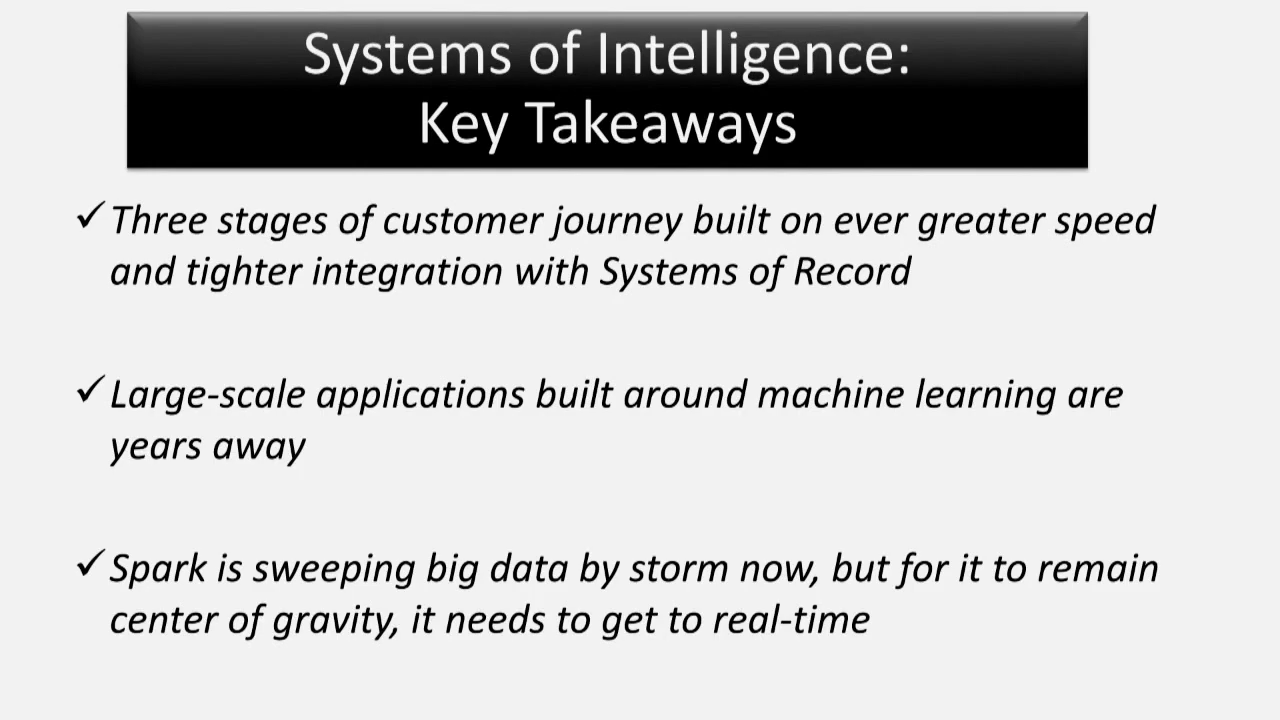 Systems of Intelligence:
Key Takeaways
✓Three stages of customer journey built on ever greater speed
and tighter integration with Systems of Record
✓Large-scale applications built around machine learning are
years away
✓Spark is sweeping big data by storm now, but for it to remain
center of gravity, it needs to get to real-time